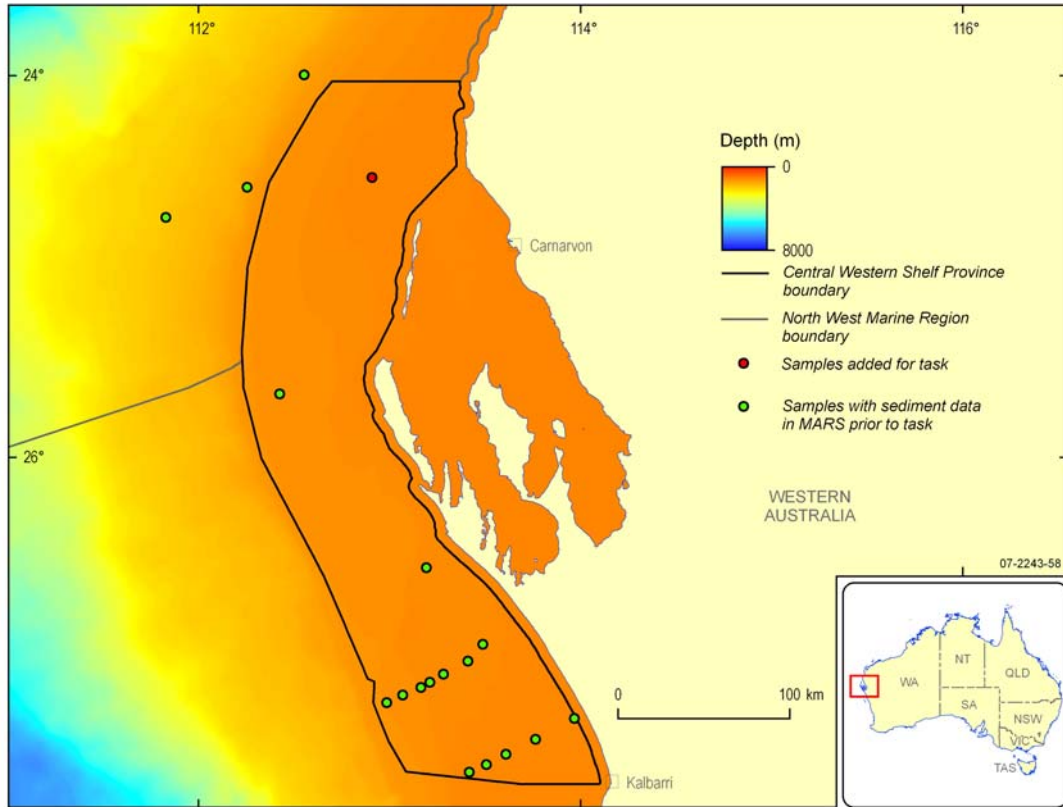 112°
114°
116°
24°
26°
Depth (m)
0
8000
Central Western Shelf Province
boundary
North West Marine Region
boundary
Samples added for task
Samples with sediment data
in MARS prior to task
Carnarvon
WESTERN
AUSTRALIA
07-2243-58
0
100 km
Kalbarri
WA
NT
SA
QLD
NSW
VIC
TAS